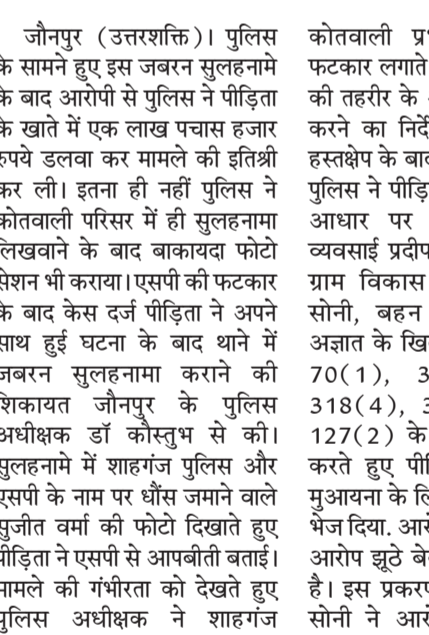 जौनपुर (उत्तरशक्ति)। पुलिस
के सामने हुए इस जबरन सुलहनामे
के बाद आरोपी से पुलिस ने पीड़िता
के खाते में एक लाख पचास हजार
रुपये डलवा कर मामले की इतिश्री
कर ली। इतना ही नहीं पुलिस ने
कोतवाली परिसर में ही सुलहनामा
लिखवाने के बाद बाकायदा फोटो
सेशन भी कराया। एसपी की फटकार
के बाद केस दर्ज पीड़िता ने अपने
साथ हुई घटना के बाद थाने में
जबरन सुलहनामा कराने की
शिकायत जौनपुर के पुलिस
अधीक्षक डॉ कौस्तुभ से की।
सुलहनामे में शाहगंज पुलिस और
एसपी के नाम पर धौंस जमाने वाले
सुजीत वर्मा की फोटो दिखाते हुए
पीड़िता ने एसपी से आपबीती बताई।
मामले की गंभीरता को देखते हुए
पुलिस अधीक्षक ने शाहगंज
कोतवाली
फटकार लगाते
की तहरीर के
करने का
हस्तक्षेप के
पुलिस ने
आधार पर
व्यवसाई
ग्राम विकास
सोनी, बहन
अज्ञात के
70(1),
318(4),
127(2) के
करते हुए
मुआयना के
भेज दिया.
आरोप झूठे
है। इस
सोनी ने